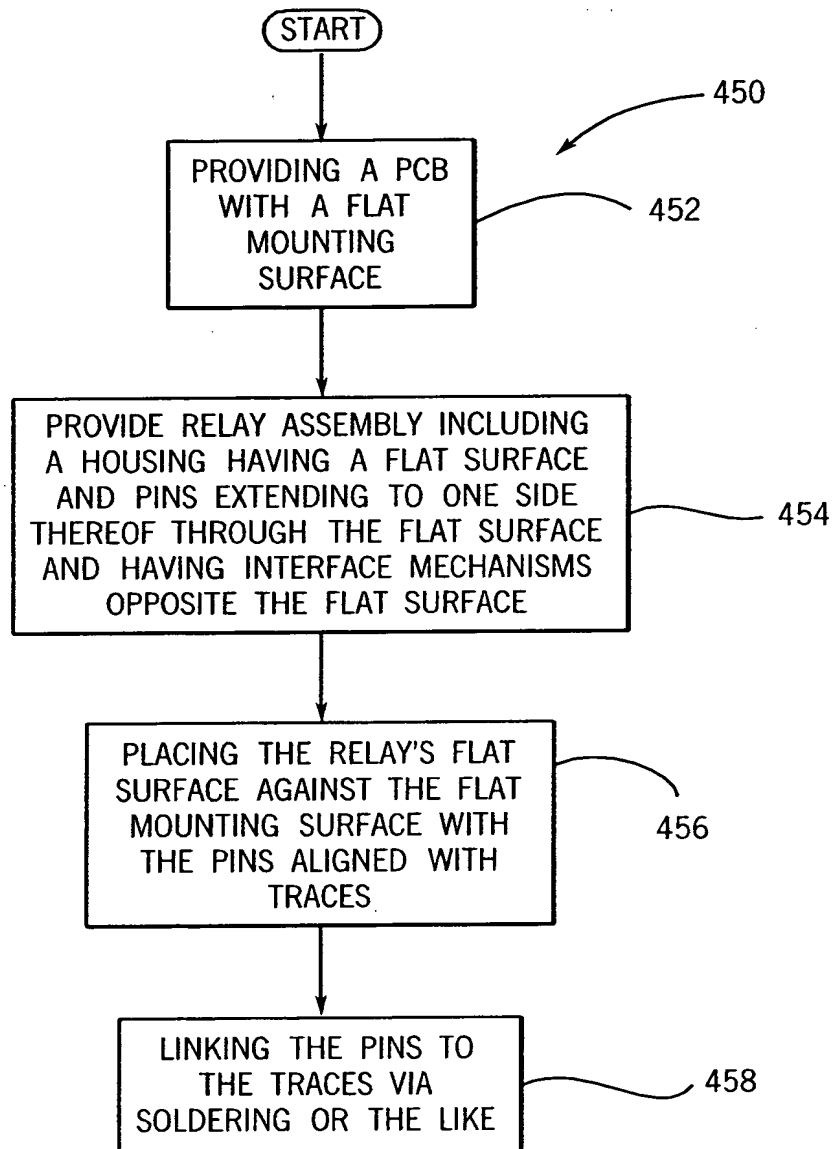 START
450
PROVIDING A PCB
WITH A FLAT
MOUNTING
SURFACE
452
PROVIDE RELAY ASSEMBLY INCLUDING
A HOUSING HAVING A FLAT SURFACE
AND PINS EXTENDING TO ONE SIDE
THEREOF THROUGH THE FLAT SURFACE
AND HAVING INTERFACE MECHANISMS
OPPOSITE THE FLAT SURFACE
454
PLACING THE RELAY'S FLAT
SURFACE AGAINST THE FLAT
MOUNTING SURFACE WITH
THE PINS ALIGNED WITH
TRACES
456
LINKING THE PINS TO
THE TRACES VIA
SOLDERING OR THE LIKE
458